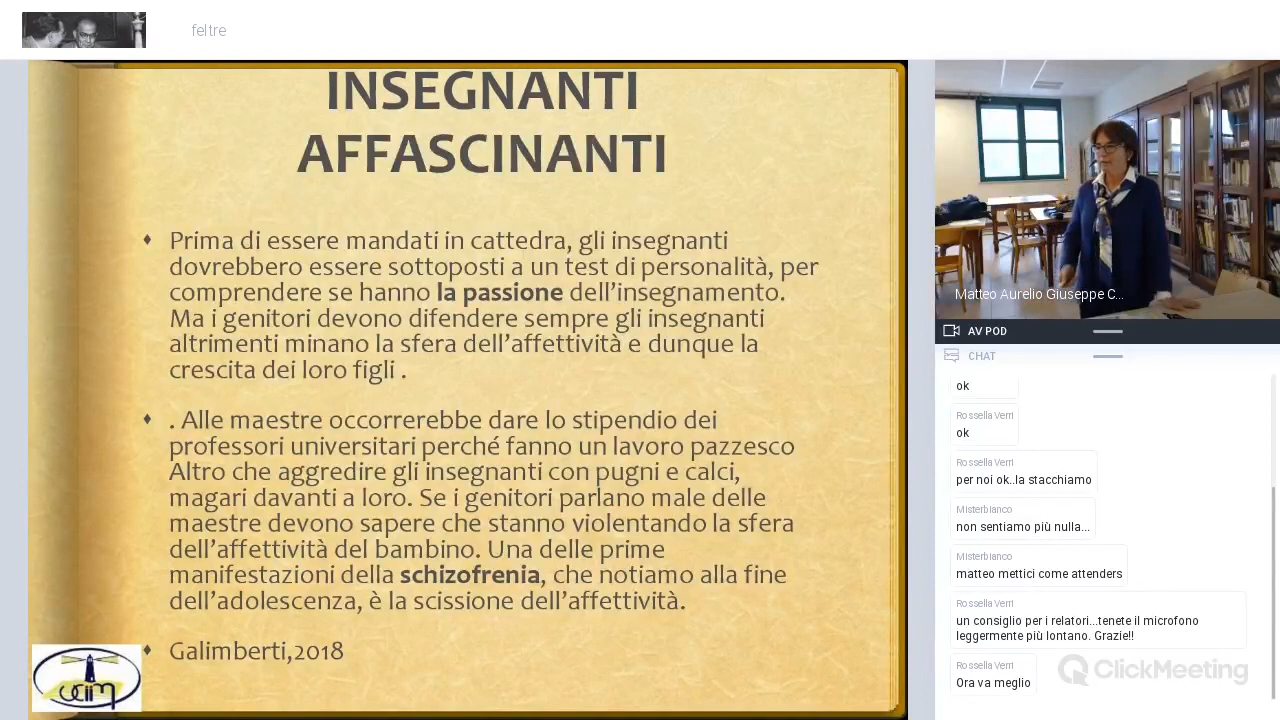 feltre
INSEGNANTI
AFFASCINANTI
Prima di essere mandati in cattedra, gli insegnanti
dovrebbero essere sottoposti a un test di personalità, per
comprendere se hanno la passione dell'insegnamento.
Ma i genitori devono difendere sempre gli insegnanti
altrimenti minano la sfera dell'affettività e dunque la
crescita dei loro figli .
. Alle maestre occorrerebbe dare lo stipendio dei
professori universitari perché fanno un lavoro pazzesco
Altro che aggredire gli insegnanti con pugni e calci,
magari davanti a loro. Se i genitori parlano male delle
maestre devono sapere che stanno violentando la sfera
dell'affettività del bambino. Una delle prime
manifestazioni della schizofrenia, che notiamo alla fine
dell'adolescenza, è la scissione dell'affettività.
Galimberti,2018
ucim
Matteo Aurelio Giuseppe C...
AV POD
CHAT
ok
Rossella Verri
ok
Rossella Verri
per noi ok..la stacchiamo
Misterbianco
non sentiamo più nulla...
Misterbianco
matteo mettici come attenders
Rossella Verri
un consiglio per i relatori...tenete il microfono
leggermente più lontano. Grazie!!
Rossella Verri
Ora va meglio
ClickMeeting